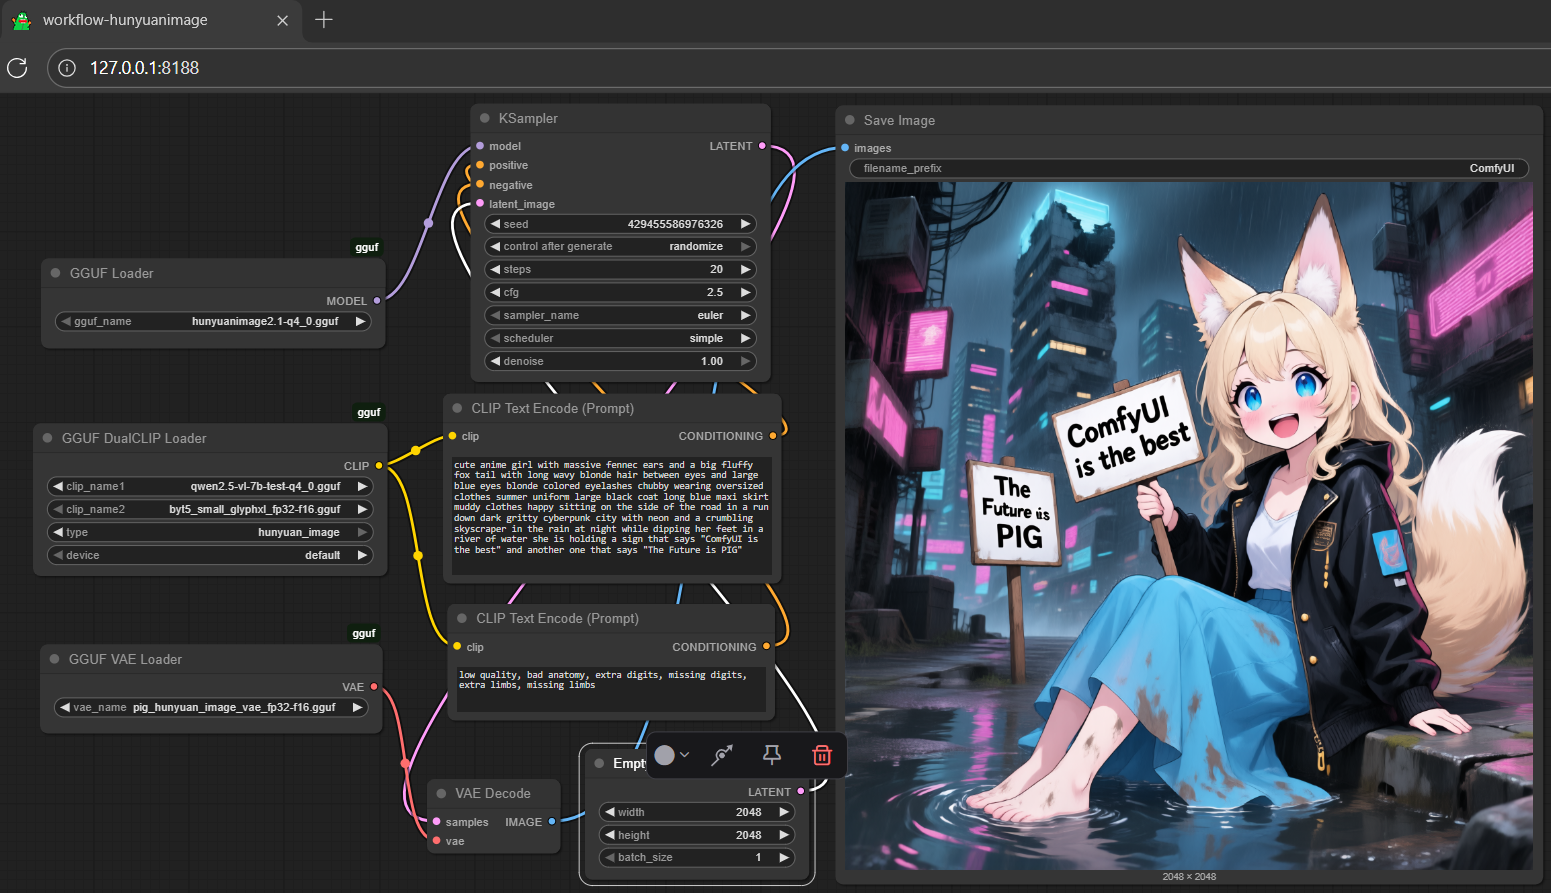 workflow-hunyuanimage
127.0.0.1:8188
gguf
GGUF Loader
MODEL
gguf_name hunyuanimage2.1-q4_0.gguf
gguf
GGUF DualCLIP Loader
CLIP
clip_name1 qwen2.5-vl-7b-test-q4_0.gguf
clip_name2 byt5_small_glyphxl_fp32-f16.gguf
type hunyuan_image
device default
gguf
GGUF VAE Loader
VAE
vae_name pig_hunyuan_image_vae_fp32-f16.gguf
KSampler
model LATENT
positive
negative
latent_image
seed 429455586976326
control after generate randomize
steps 20
cfg 2.5
sampler_name euler
scheduler simple
denoise 1.00
CLIP Text Encode (Prompt)
clip CONDITIONING
cute anime girl with massive fennec ears and a big fluffy
fox tail with long wavy blonde hair between eyes and large
blue eyes blonde colored eyelashes chubby wearing oversized
clothes summer uniform large black coat long blue maxi skirt
muddy clothes happy sitting on the side of the road in a run
down dark gritty cyberpunk city with neon and a crumbling
skyscraper in the rain at night while dipping her feet in a
river of water she is holding a sign that says "ComfyUI is
the best" and another one that says "The Future is PIG"
CLIP Text Encode (Prompt)
clip CONDITIONING
low quality, bad anatomy, extra digits, missing digits,
extra limbs, missing limbs
VAE Decode
samples IMAGE
vae
Empt
LATENT
width 2048
height 2048
batch_size 1
Save Image
images
filename_prefix ComfyUI
ComfyUI
is the best
The
Future is
PIG
2048 × 2048